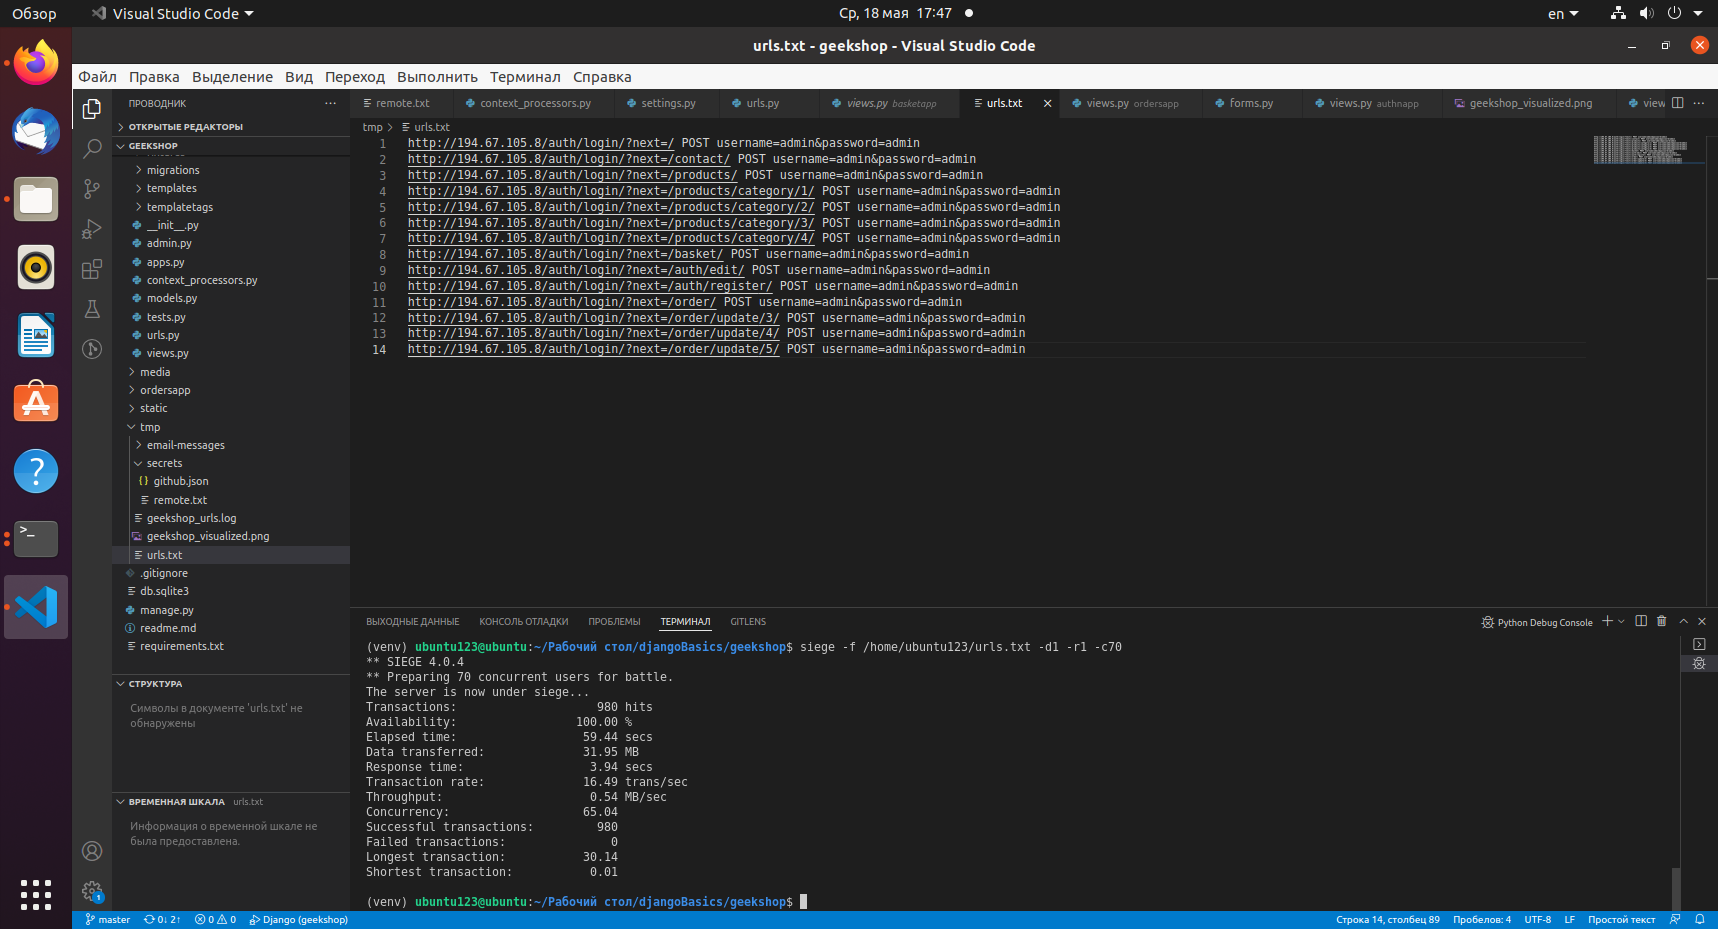 Обзор
Visual Studio Code
Ср, 18 мая 17:47
en
urls.txt - geekshop - Visual Studio Code
Файл Правка Выделение Вид Переход Выполнить Терминал Справка
ПРОВОДНИК
remote.txt
context_processors.py
settings.py
urls.py
views.py basketapp
urls.txt
views.py ordersapp
forms.py
views.py authnapp
geekshop_visualized.png
view
ОТКРЫТЫЕ РЕДАКТОРЫ
GEEKSHOP
migrations
templates
templatetags
__init__.py
admin.py
apps.py
context_processors.py
models.py
tests.py
urls.py
views.py
media
ordersapp
static
tmp
email-messages
secrets
github.json
remote.txt
geekshop_urls.log
geekshop_visualized.png
urls.txt
.gitignore
db.sqlite3
manage.py
readme.md
requirements.txt
СТРУКТУРА
Символы в документе 'urls.txt' не
обнаружены
ВРЕМЕННАЯ ШКАЛА urls.txt
Информация о временной шкале не
была предоставлена.
tmp > urls.txt
1 http://194.67.105.8/auth/login/?next=/ POST username=admin&password=admin
2 http://194.67.105.8/auth/login/?next=/contact/ POST username=admin&password=admin
3 http://194.67.105.8/auth/login/?next=/products/ POST username=admin&password=admin
4 http://194.67.105.8/auth/login/?next=/products/category/1/ POST username=admin&password=admin
5 http://194.67.105.8/auth/login/?next=/products/category/2/ POST username=admin&password=admin
6 http://194.67.105.8/auth/login/?next=/products/category/3/ POST username=admin&password=admin
7 http://194.67.105.8/auth/login/?next=/products/category/4/ POST username=admin&password=admin
8 http://194.67.105.8/auth/login/?next=/basket/ POST username=admin&password=admin
9 http://194.67.105.8/auth/login/?next=/auth/edit/ POST username=admin&password=admin
10 http://194.67.105.8/auth/login/?next=/auth/register/ POST username=admin&password=admin
11 http://194.67.105.8/auth/login/?next=/order/ POST username=admin&password=admin
12 http://194.67.105.8/auth/login/?next=/order/update/3/ POST username=admin&password=admin
13 http://194.67.105.8/auth/login/?next=/order/update/4/ POST username=admin&password=admin
14 http://194.67.105.8/auth/login/?next=/order/update/5/ POST username=admin&password=admin
ВЫХОДНЫЕ ДАННЫЕ КОНСОЛЬ ОТЛАДКИ ПРОБЛЕМЫ ТЕРМИНАЛ GITLENS
Python Debug Console
(venv) ubuntu123@ubuntu:~/Рабочий стол/djangoBasics/geekshop$ siege -f /home/ubuntu123/urls.txt -d1 -r1 -c70
** SIEGE 4.0.4
** Preparing 70 concurrent users for battle.
The server is now under siege...
Transactions: 980 hits
Availability: 100.00 %
Elapsed time: 59.44 secs
Data transferred: 31.95 MB
Response time: 3.94 secs
Transaction rate: 16.49 trans/sec
Throughput: 0.54 MB/sec
Concurrency: 65.04
Successful transactions: 980
Failed transactions: 0
Longest transaction: 30.14
Shortest transaction: 0.01
(venv) ubuntu123@ubuntu:~/Рабочий стол/djangoBasics/geekshop$
1
master 0↓ 2↑ 0 0 Django (geekshop)
Строка 14, столбец 89 Пробелов: 4 UTF-8 LF Простой текст